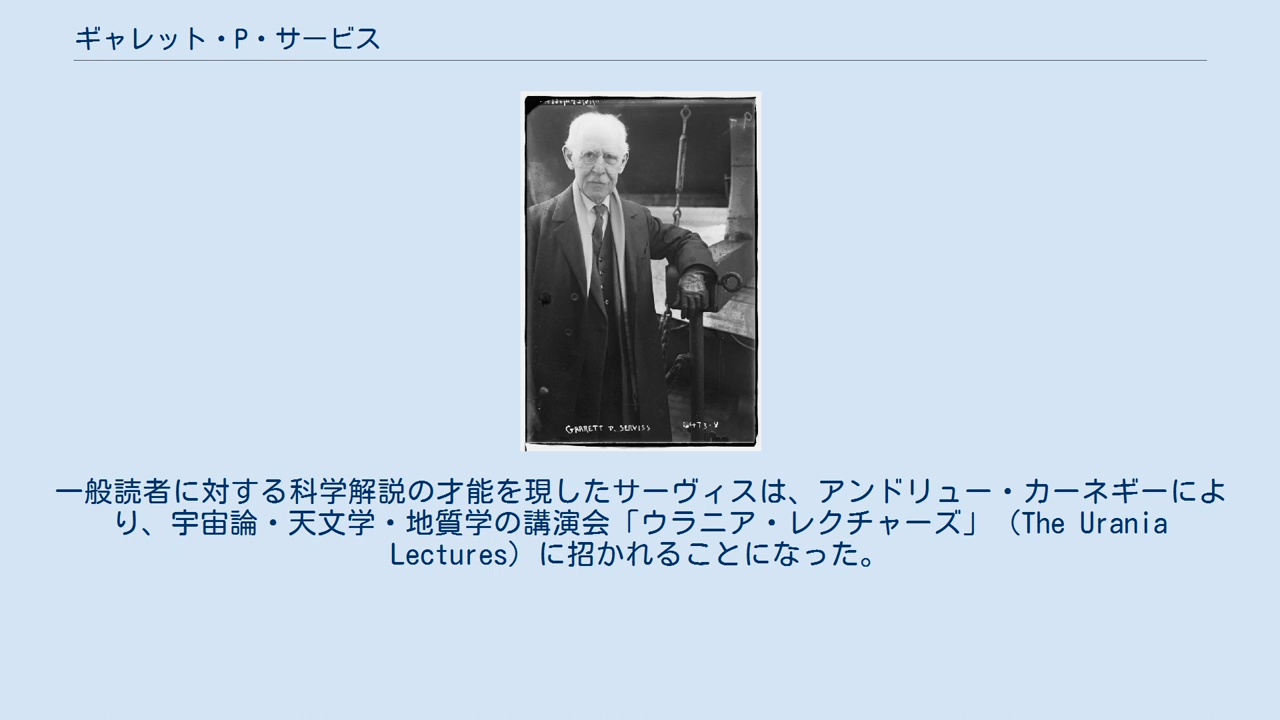 ギャレット・P・サービス
GARRETT P. SERVISS
一般読者に対する科学解説の才能を現したサーヴィスは、アンドリュー・カーネギーによ
り、宇宙論・天文学・地質学の講演会「ウラニア・レクチャーズ」（The Urania
Lectures）に招かれることになった。